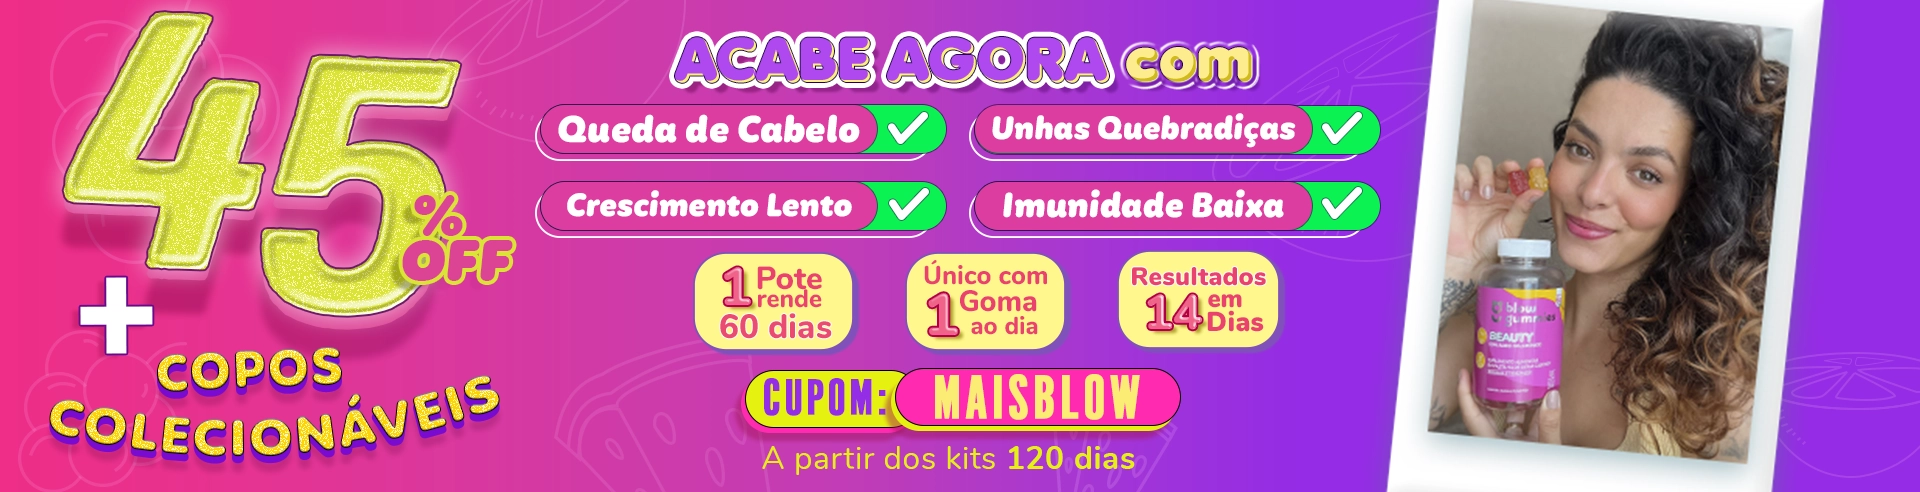 45
%
OFF
+
COPOS
COLECIONÁVEIS
ACABE AGORA com
Queda de Cabelo
Unhas Quebradiças
Crescimento Lento
Imunidade Baixa
1 Pote
rende
60 dias
Único com
1 Goma
ao dia
Resultados
14 em
Dias
CUPOM: MAISBLOW
A partir dos kits 120 dias
blow
gummies
BEAUTY